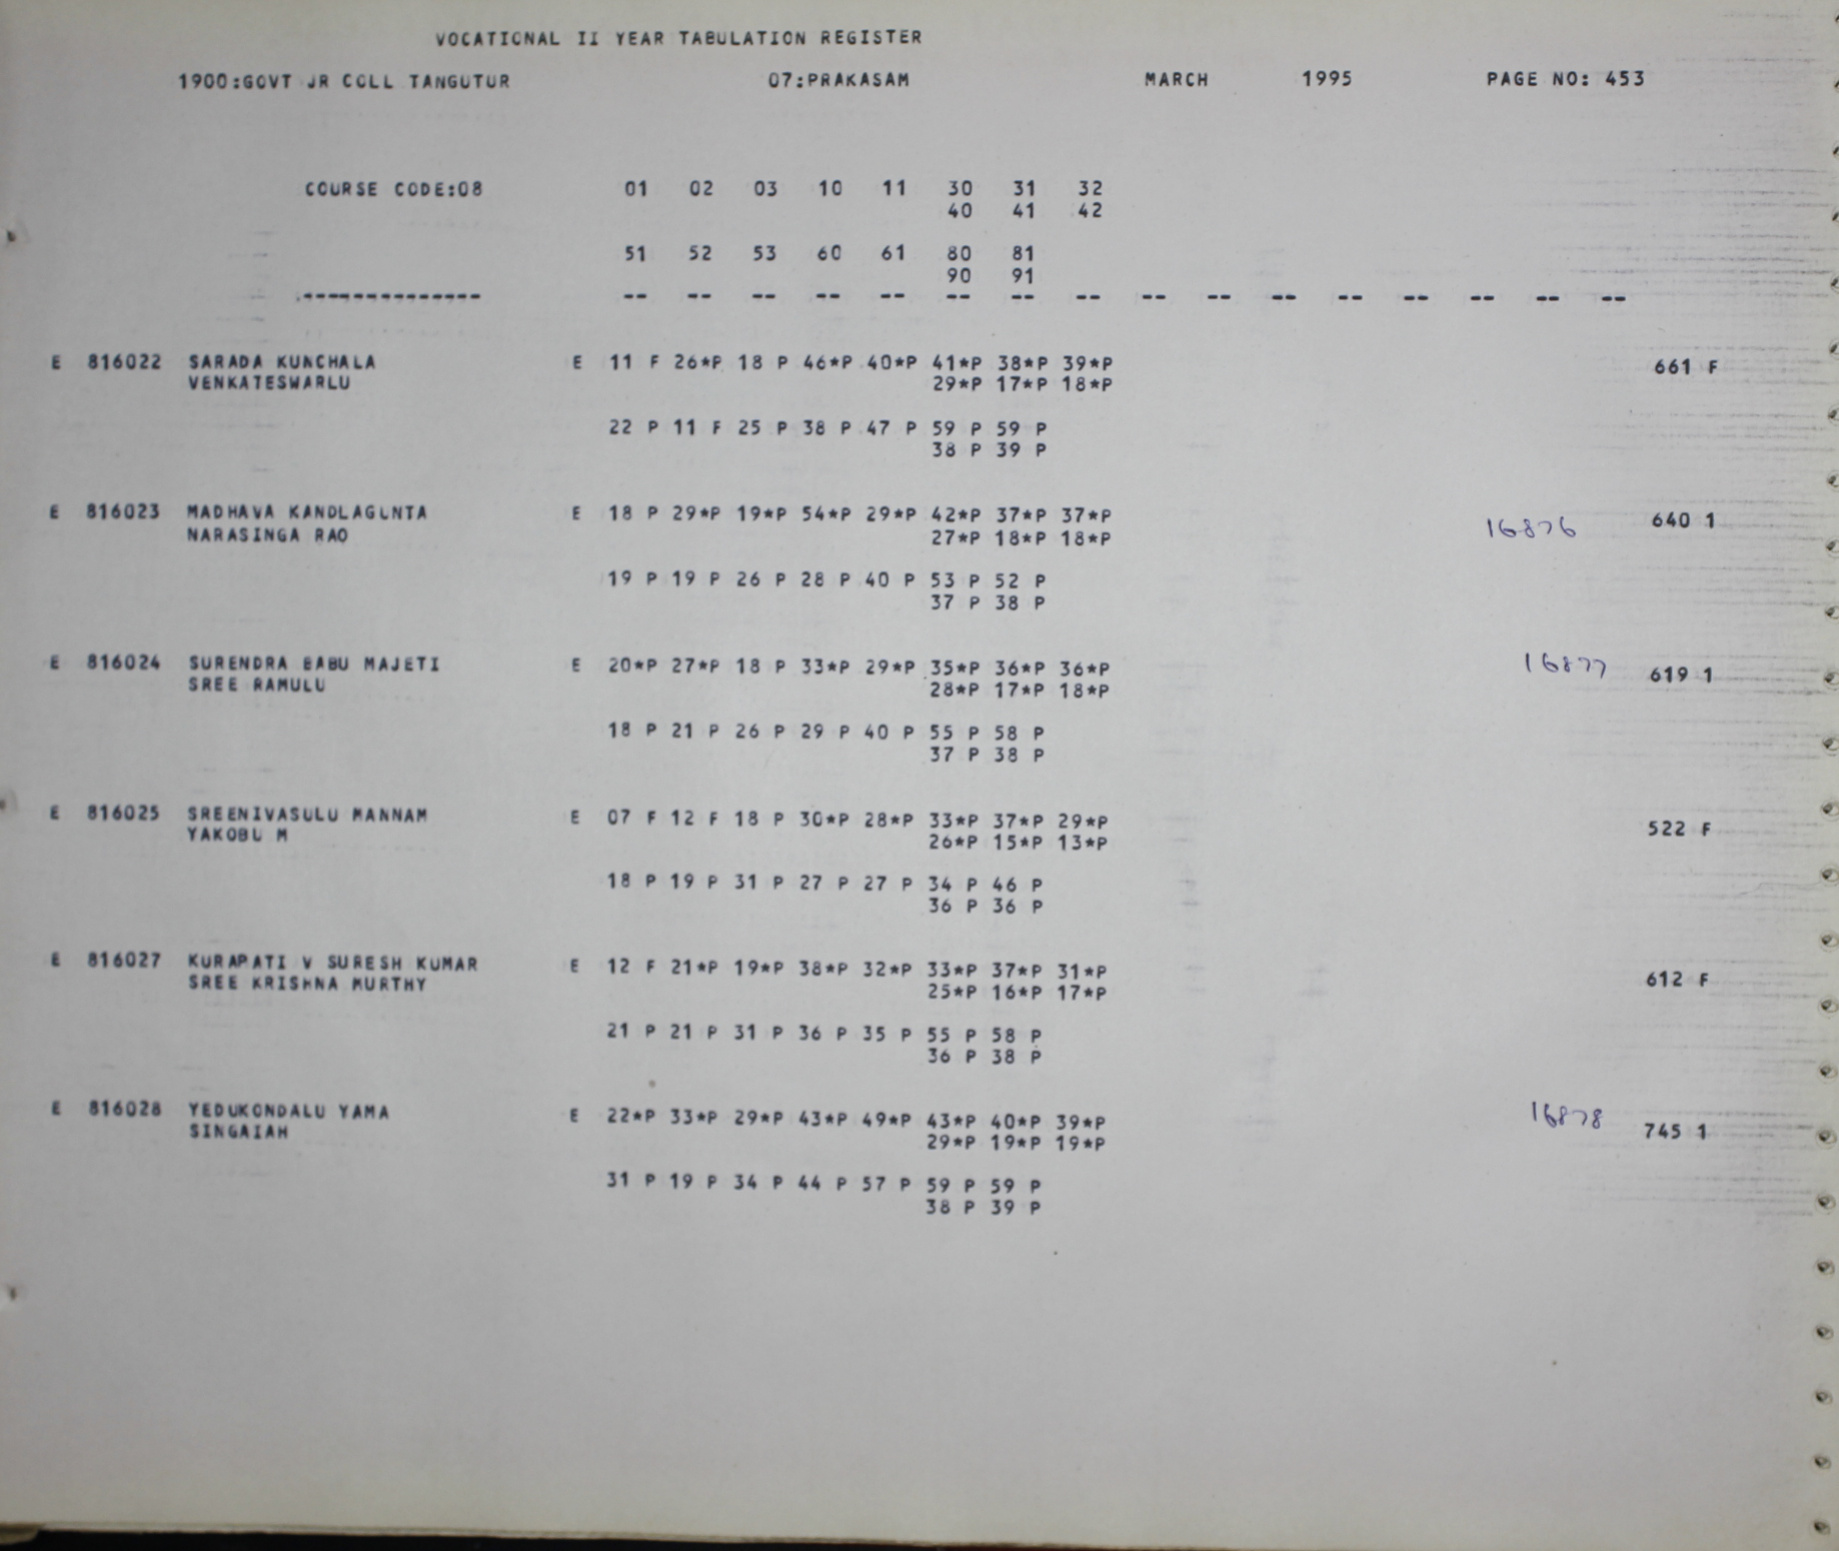 VOCATIONAL II YEAR TABULATION REGISTER
1900:GOVT JR COLL TANGUTUR 07:PRAKASAM MARCH 1995 PAGE NO: 453
COURSE CODE:08 01 02 03 10 11 30 31 32
40 41 42
51 52 53 60 61 80 81
90 91
-------------- -- -- -- -- -- -- -- -- -- -- -- -- -- -- -- --
E 816022 SARADA KUNCHALA E 11 F 26*P 18 P 46*P 40*P 41*P 38*P 39*P 661 F
VENKATESWARLU 29*P 17*P 18*P
22 P 11 F 25 P 38 P 47 P 59 P 59 P
38 P 39 P
E 816023 MADHAVA KANDLAGUNTA E 18 P 29*P 19*P 54*P 29*P 42*P 37*P 37*P 16876 640 1
NARASINGA RAO 27*P 18*P 18*P
19 P 19 P 26 P 28 P 40 P 53 P 52 P
37 P 38 P
E 816024 SURENDRA BABU MAJETI E 20*P 27*P 18 P 33*P 29*P 35*P 36*P 36*P 16877 619 1
SREE RAMULU 28*P 17*P 18*P
18 P 21 P 26 P 29 P 40 P 55 P 58 P
37 P 38 P
E 816025 SREENIVASULU MANNAM E 07 F 12 F 18 P 30*P 28*P 33*P 37*P 29*P 522 F
YAKOBU M 26*P 15*P 13*P
18 P 19 P 31 P 27 P 27 P 34 P 46 P
36 P 36 P
E 816027 KURAPATI V SURESH KUMAR E 12 F 21*P 19*P 38*P 32*P 33*P 37*P 31*P 612 F
SREE KRISHNA MURTHY 25*P 16*P 17*P
21 P 21 P 31 P 36 P 35 P 55 P 58 P
36 P 38 P
E 816028 YEDUKONDALU YAMA E 22*P 33*P 29*P 43*P 49*P 43*P 40*P 39*P 16878 745 1
SINGAIAH 29*P 19*P 19*P
31 P 19 P 34 P 44 P 57 P 59 P 59 P
38 P 39 P